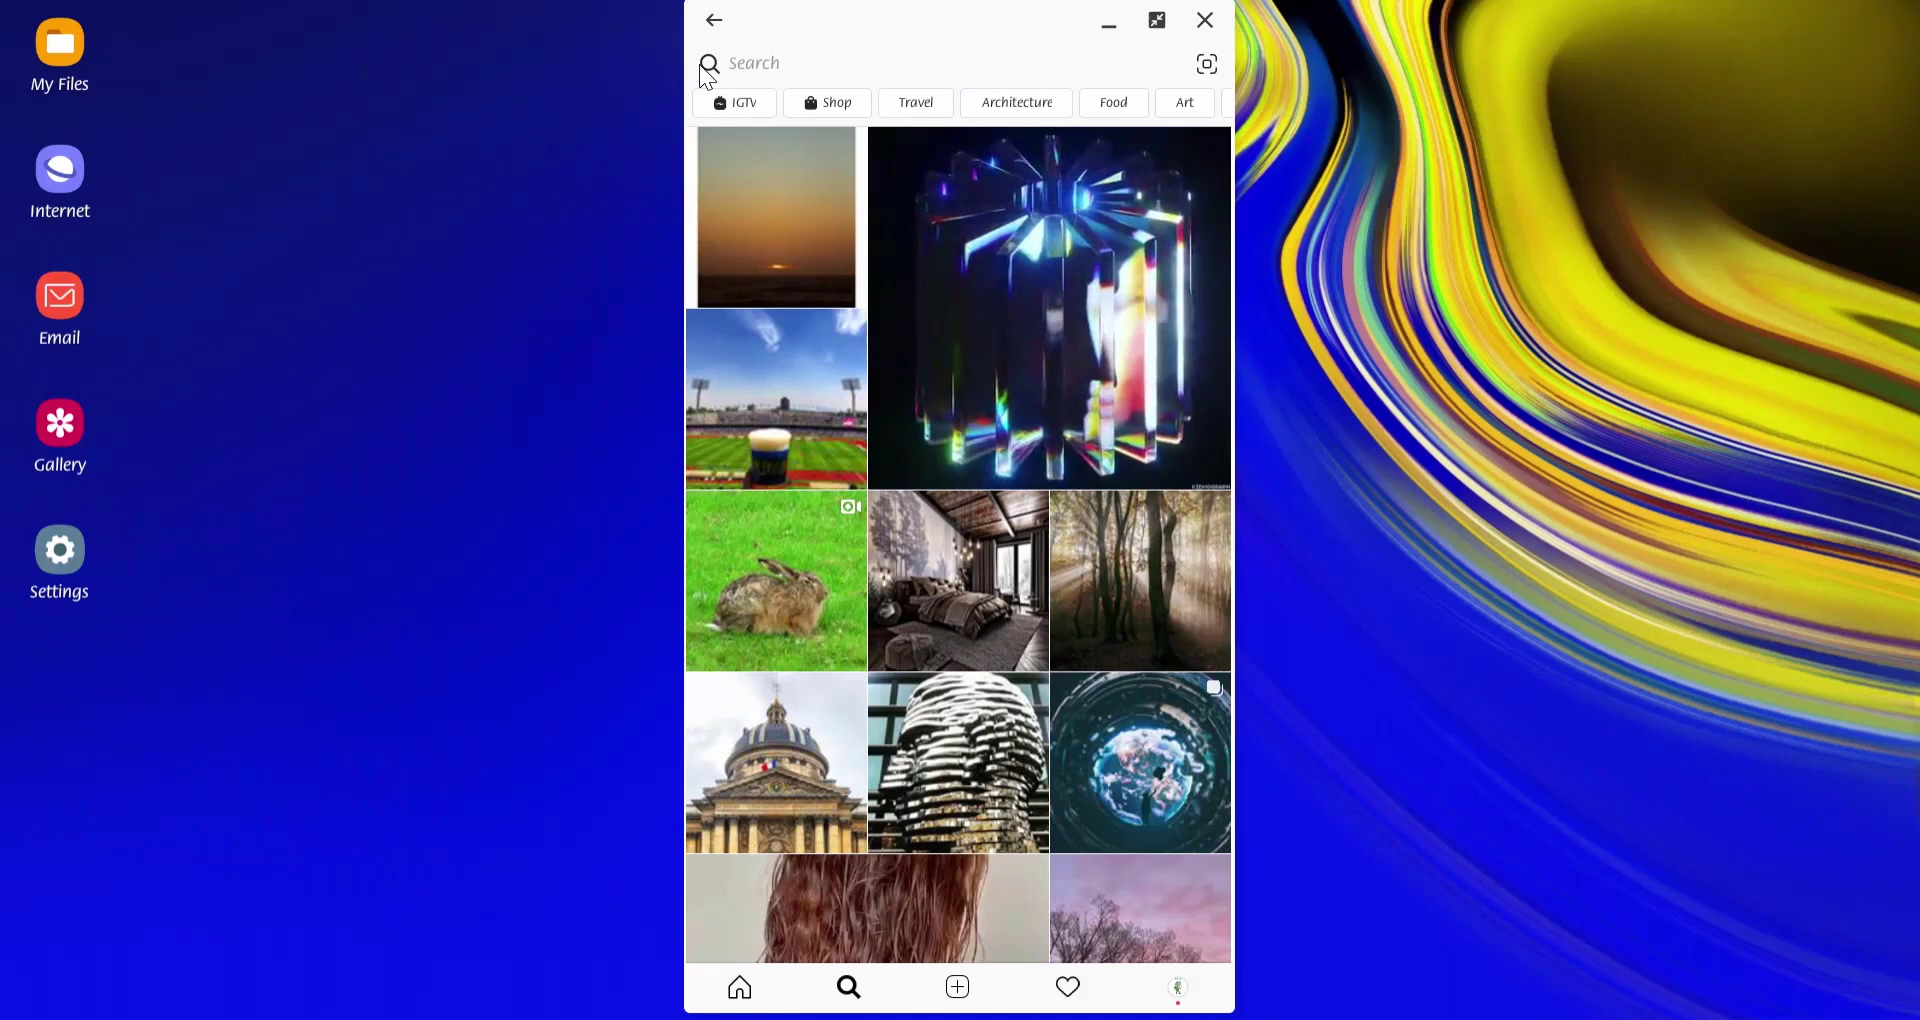 My Files
Internet
Email
Gallery
Settings
Search
IGTV
Shop
Travel
Architecture
Food
Art